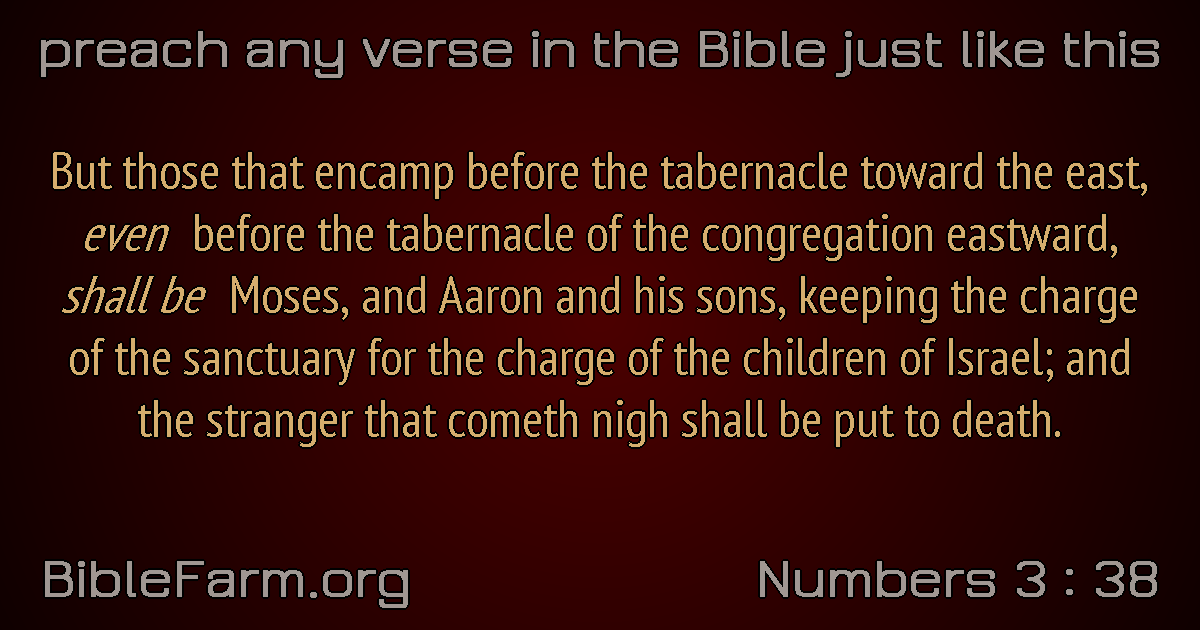 preach any verse in the Bible just like this
But those that encamp before the tabernacle toward the east,
even before the tabernacle of the congregation eastward,
shall be Moses, and Aaron and his sons, keeping the charge
of the sanctuary for the charge of the children of Israel; and
the stranger that cometh nigh shall be put to death.
BibleFarm.org
Numbers 3 : 38